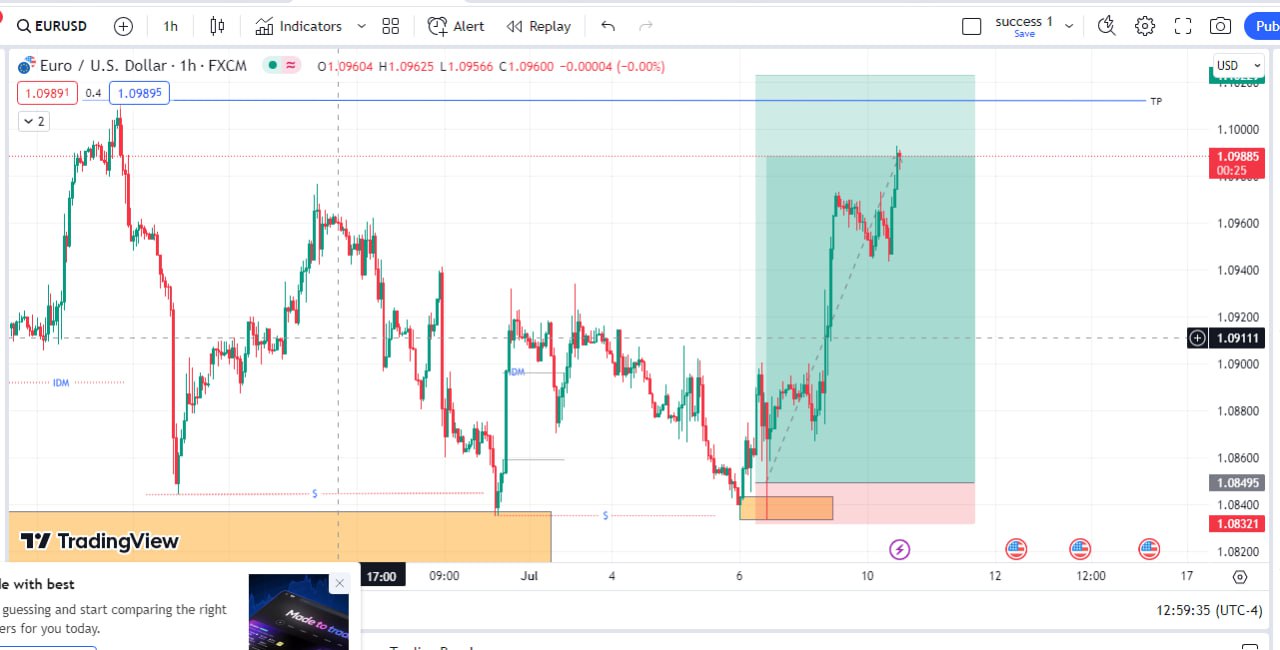 EURUSD 1h Indicators Alert Replay success 1 Save Pub
Euro / U.S. Dollar · 1h · FXCM O1.09604 H1.09625 L1.09566 C1.09600 −0.00004 (−0.00%) USD
1.09891 0.4 1.09895
TP
2
1.10000
1.09885
00:25
1.09600
1.09400
1.09200
1.09111
1.09000
IDM
IDM
1.08800
1.08600
1.08495
$
1.08400
$
1.08321
TradingView
1.08200
17:00 09:00 Jul 4 6 10 12 12:00 17
le with best
guessing and start comparing the right
ers for you today.
Made to trad
12:59:35 (UTC-4)